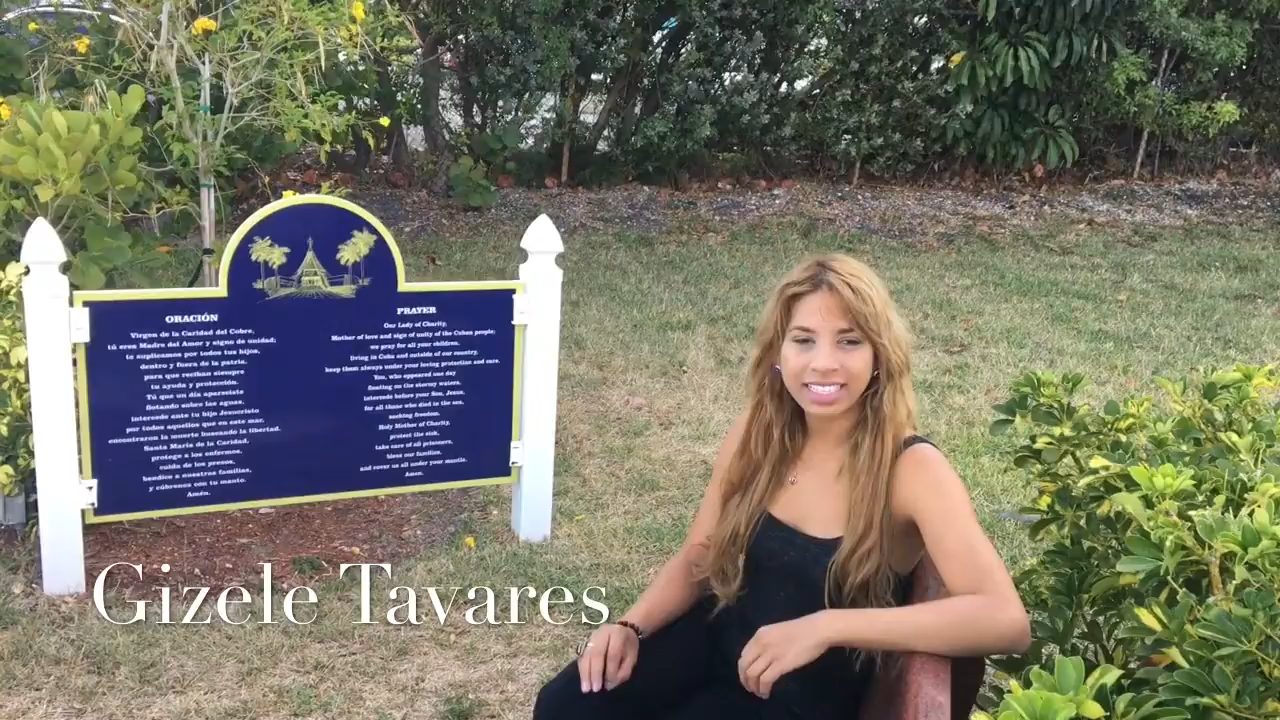 ORACIÓN
Virgen de la Caridad del Cobre,
tú eres Madre del Amor y signo de unidad;
te suplicamos por todos tus hijos,
dentro y fuera de la patria,
para que reciban siempre
tu ayuda y protección.
Tú que un día apareciste
flotando sobre las aguas,
intercede ante tu hijo Jesucristo
por todos aquellos que en este mar,
encontraron la muerte buscando la libertad.
Santa María de la Caridad,
protege a los enfermos,
cuida de los presos,
bendice a nuestras familias,
y cúbrenos con tu manto.
Amén.
PRAYER
Our Lady of Charity,
Mother of love and sign of unity of the Cuban people;
we pray for all your children,
living in Cuba and outside of our country,
keep them always under your loving protection and care.
You, who appeared one day
floating on the stormy waters,
intercede before your Son, Jesus,
for all those who died in the sea,
seeking freedom.
Holy Mother of Charity,
protect the sick,
take care of all prisoners,
bless our families,
and cover us all under your mantle.
Amen.
Gizele Tavares